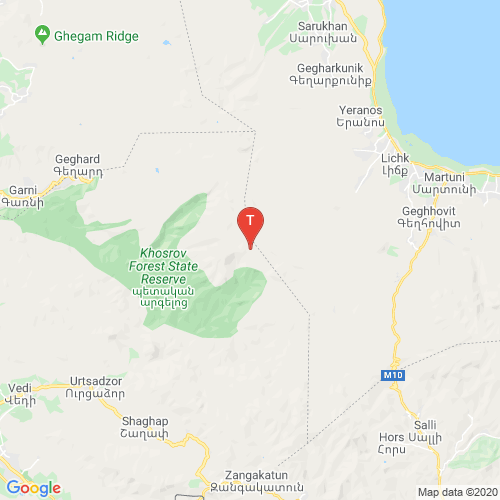 Sarukhan
Սարուխան
Ghegam Ridge
Gegharkunik
Գեղարքունիք
Yeranos
Երանոս
Geghard
Գեղարդ
Lichk
Լիճք
Garni
Գառնի
Martuni
Մարտունի
Geghhovit
Գեղհովիտ
T
Khosrov
Forest State
Reserve
պետական
արգելոց
M10
Vedi
Վեդի
Urtsadzor
Ուրցաձոր
Shaghap
Շաղափ
Salli
Hors Սալլի
Հորս
Zangakatun
Զանգակատուն
Google
Map data ©2020